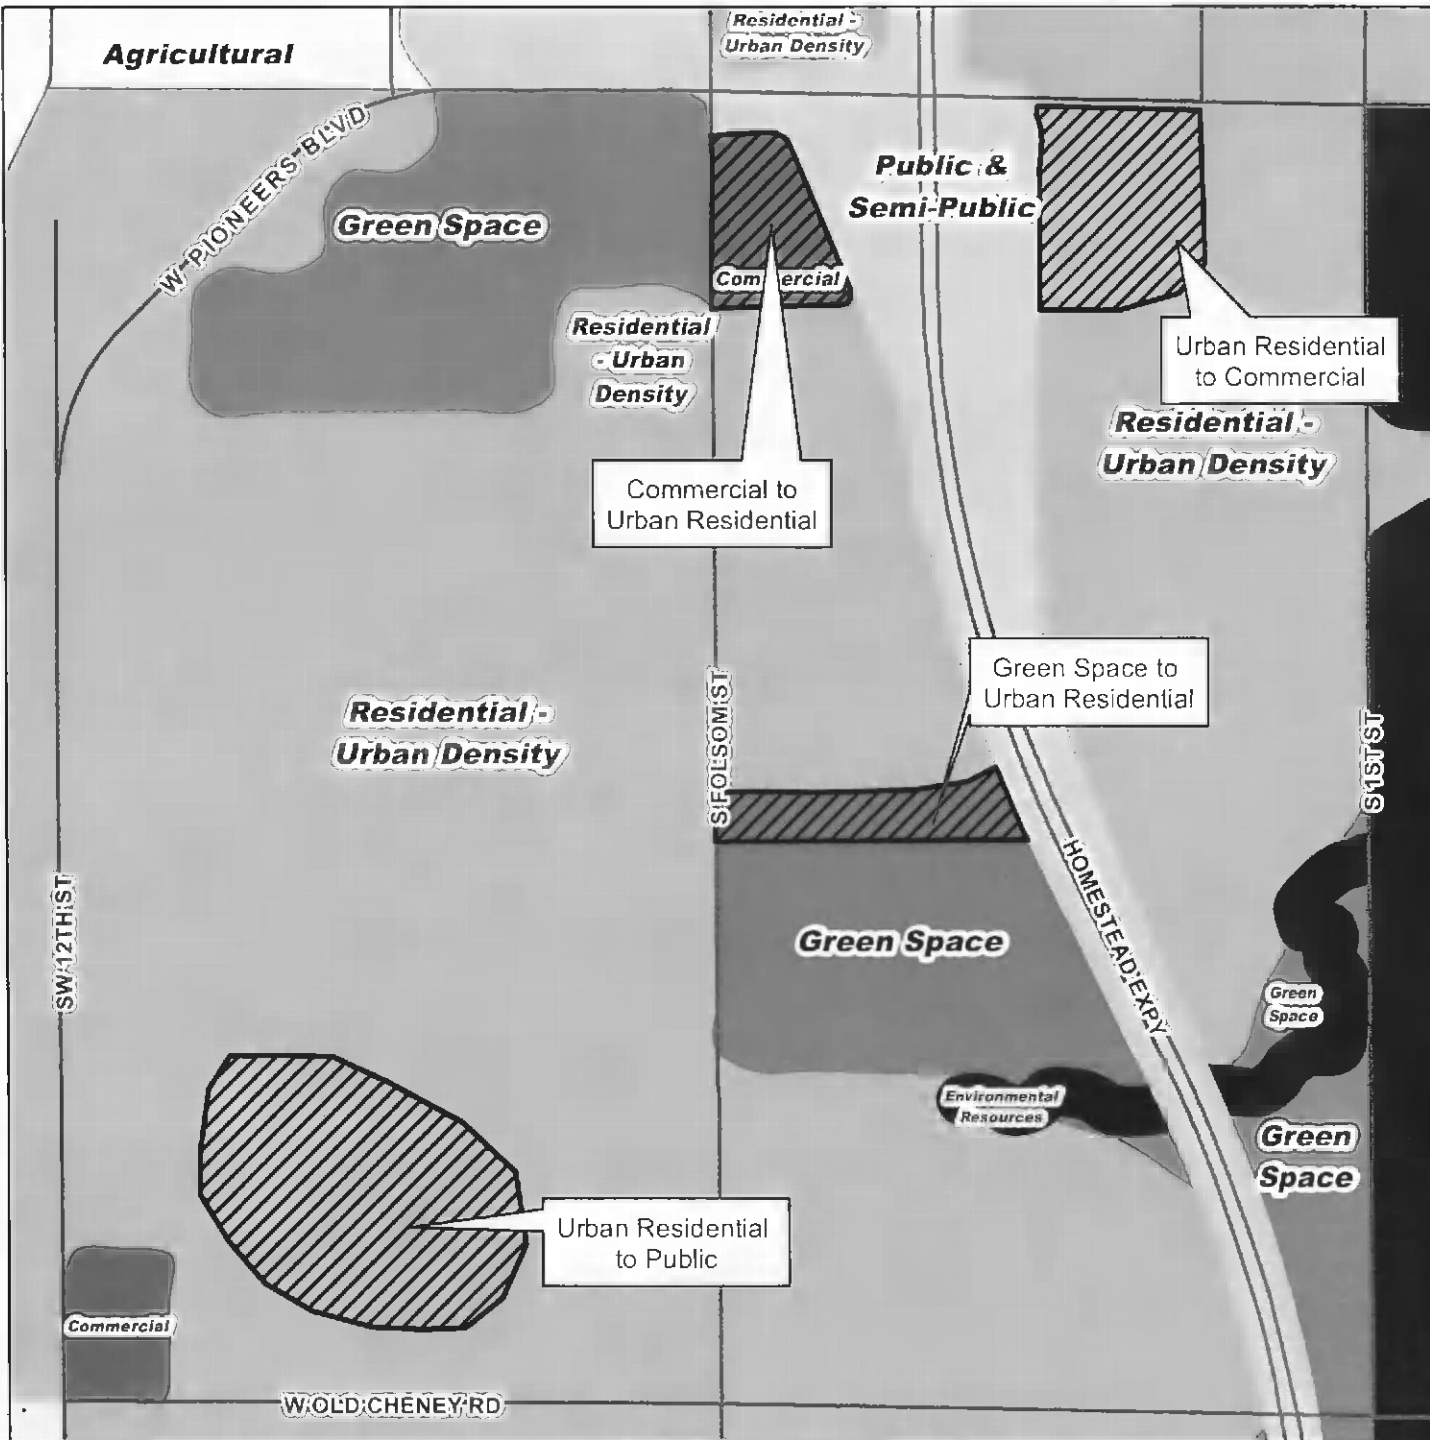 Residential -
Urban Density
Agricultural
W PIONEERS BLVD
Public &
Semi-Public
Green Space
Commercial
Residential
- Urban
Density
Urban Residential
to Commercial
Residential -
Urban Density
Commercial to
Urban Residential
Green Space to
Urban Residential
Residential -
Urban Density
S FOLSOM ST
S 1ST ST
HOMESTEAD EXPY
SW 12TH ST
Green Space
Green
Space
Environmental
Resources
Green
Space
Urban Residential
to Public
Commercial
W OLD CHENEY RD